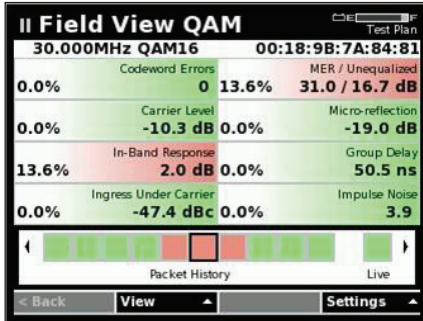 Field View QAM
E F
Test Plan
30.000MHz QAM16 00:18:9B:7A:84:81
Codeword Errors MER / Unequalized
0.0% 0 13.6% 31.0 / 16.7 dB
Carrier Level Micro-reflection
0.0% -10.3 dB 0.0% -19.0 dB
In-Band Response Group Delay
13.6% 2.0 dB 0.0% 50.5 ns
Ingress Under Carrier Impulse Noise
0.0% -47.4 dBc 0.0% 3.9
Packet History Live
< Back View Settings